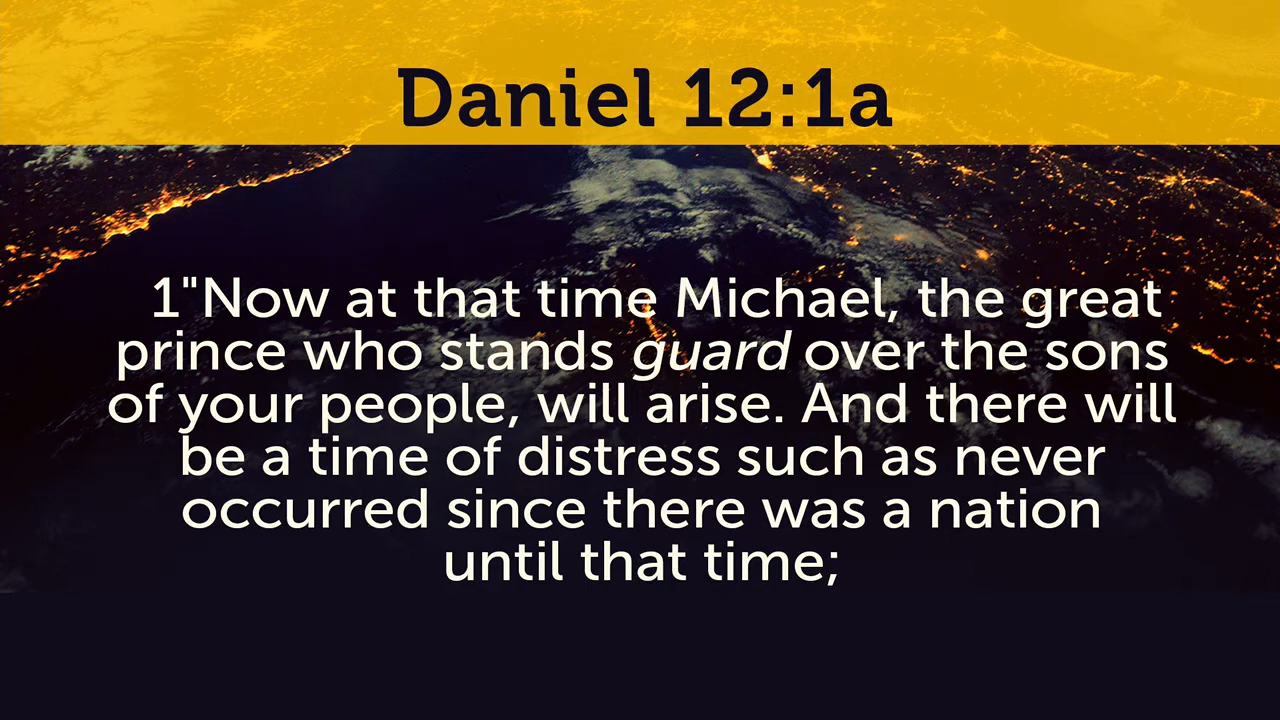 Daniel 12:1a
1"Now at that time Michael, the great
prince who stands guard over the sons
of your people, will arise. And there will
be a time of distress such as never
occurred since there was a nation
until that time;